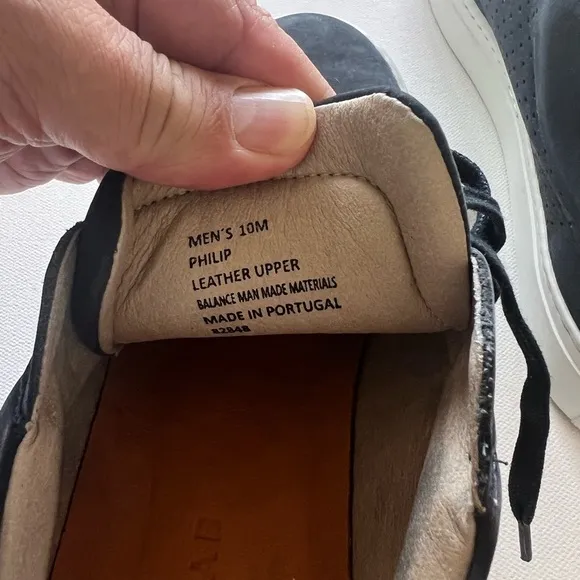 MEN´S 10M
PHILIP
LEATHER UPPER
BALANCE MAN MADE MATERIALS
MADE IN PORTUGAL